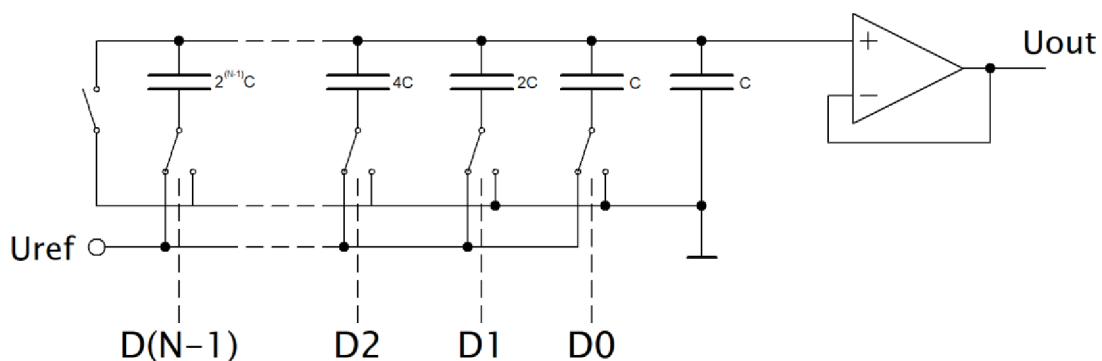 Uout
2^(N-1)C
4C
2C
C
C
+
−
Uref
D(N−1)
D2
D1
D0